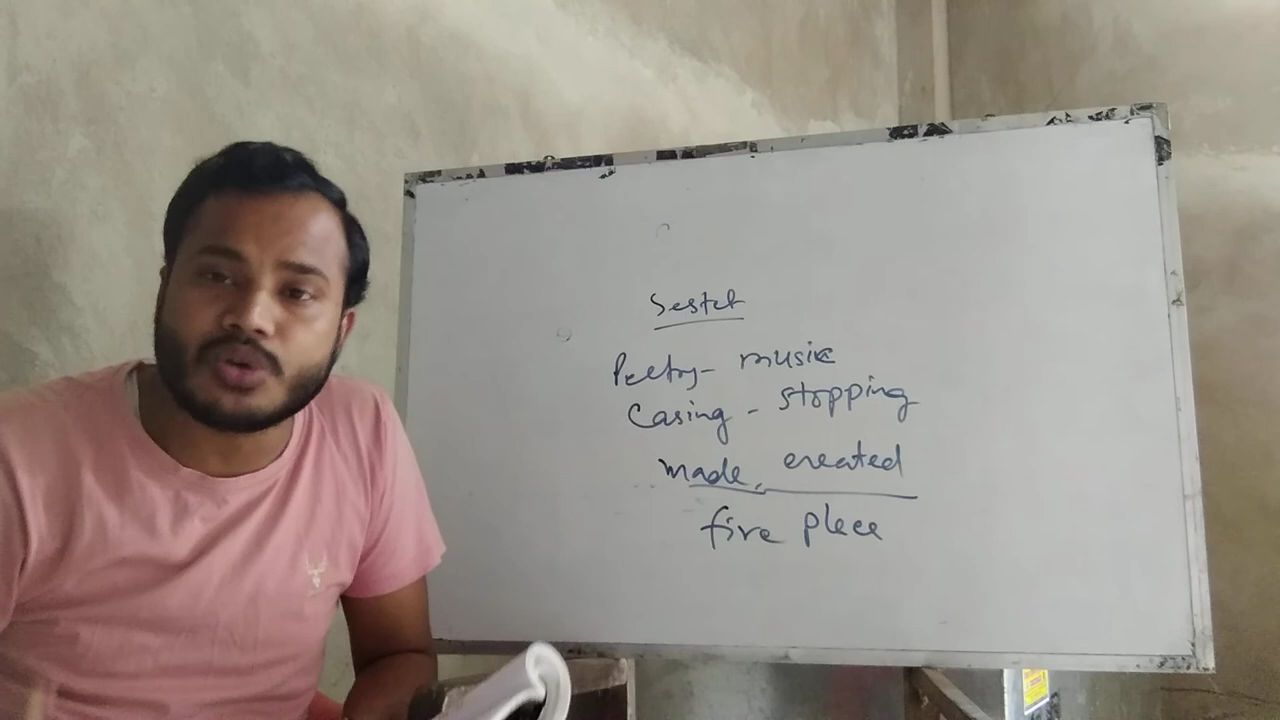 Sestet
Poetry - music
Casing - stopping
made, created
fire place